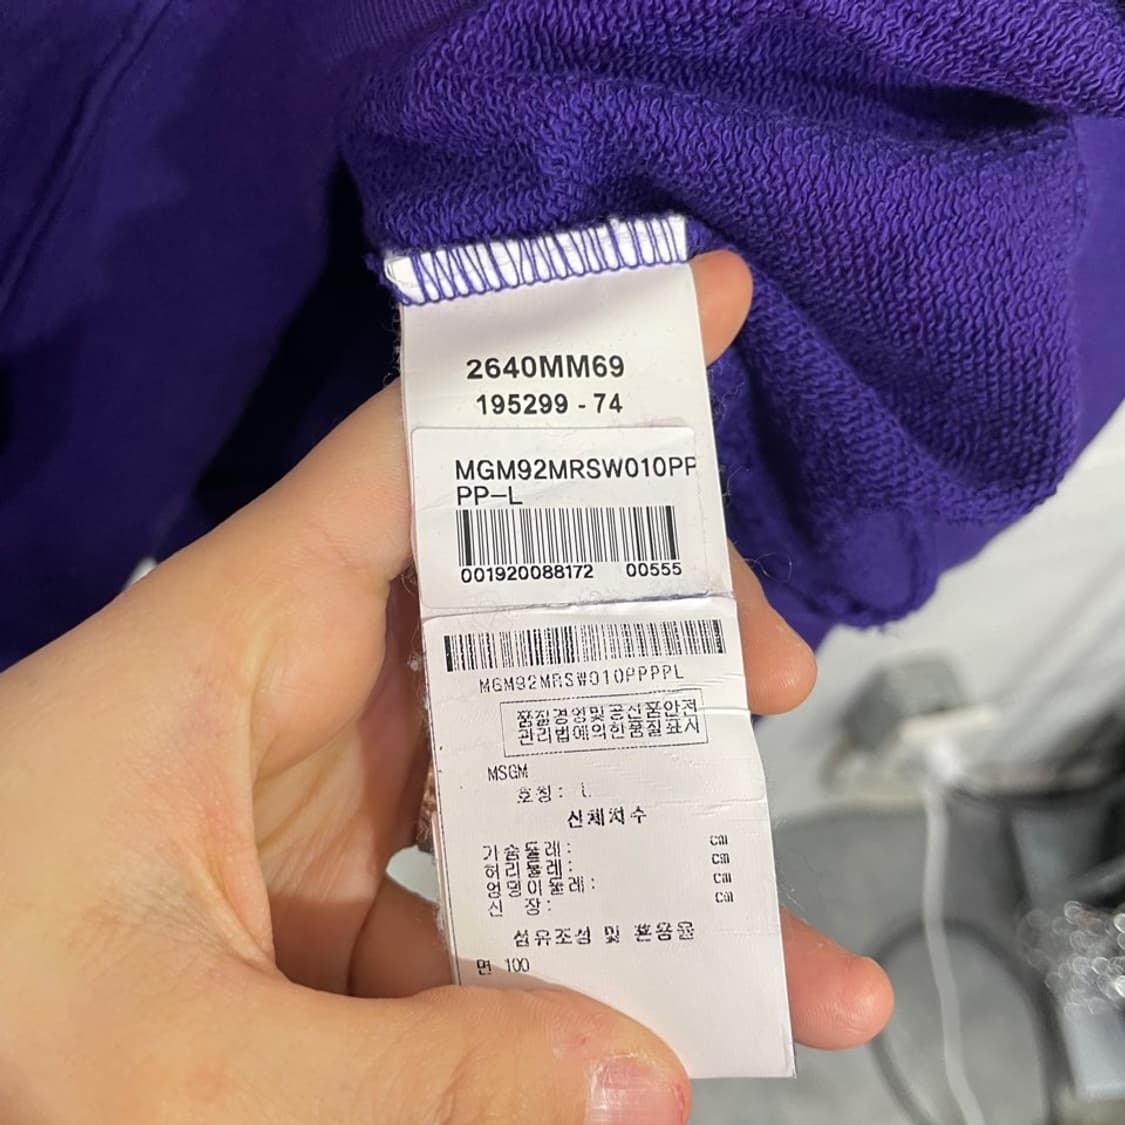 2640MM69
195299 - 74
MGM92MRSW010PP
PP-L
001920088172 00555
MGM92MRSW010PPPPL
품질경영및공산품안전
관리법에의한품질표시
MSGM
호칭 : L
신체치수
가슴둘레 : cm
허리둘레 : cm
엉덩이둘레 : cm
신 장 : cm
섬유조성 및 혼용율
면 100